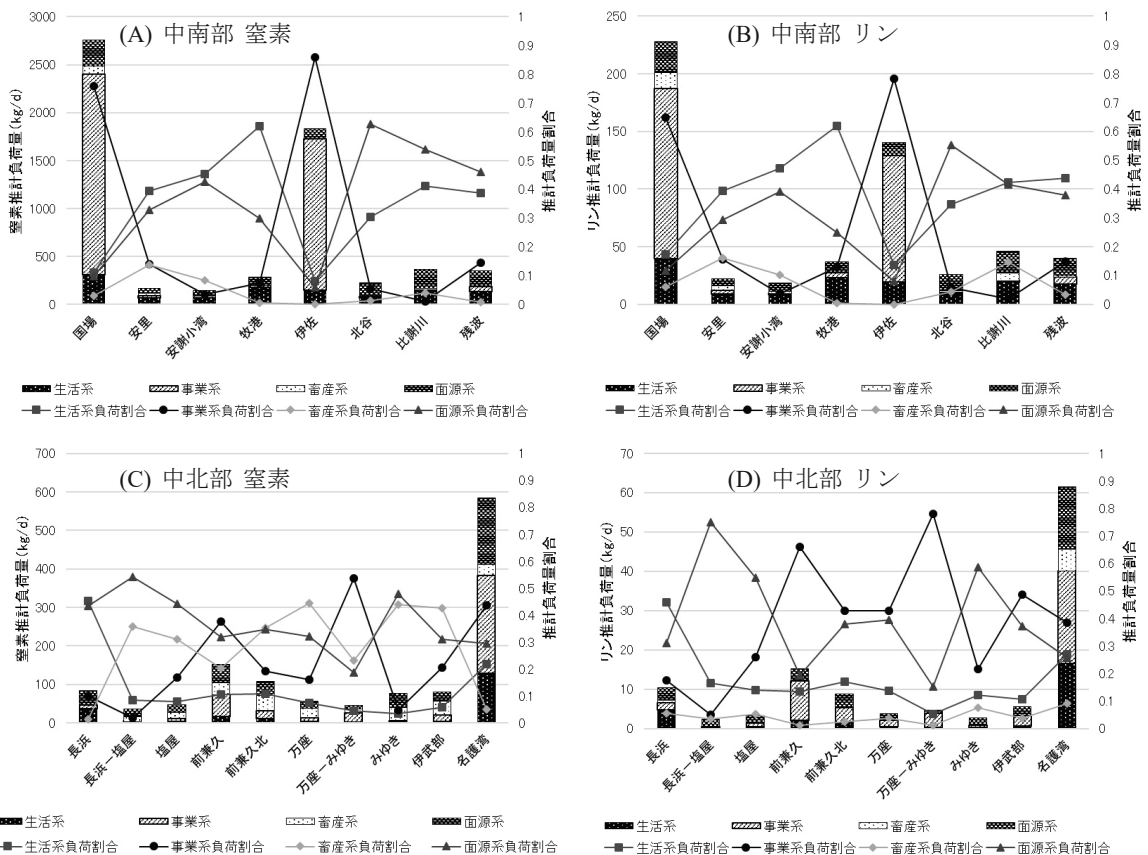 (A) 中南部 窒素
窒素推計負荷量(kg/d)
3000
2500
2000
1500
1000
500
0
1
0.9
0.8
0.7
0.6
0.5
0.4
0.3
0.2
0.1
0
推計負荷量割合
国場
安里
安謝小湾
牧港
伊佐
北谷
比謝川
残波
生活系 事業系 畜産系 面源系
生活系負荷割合 事業系負荷割合 畜産系負荷割合 面源系負荷割合
(B) 中南部 リン
リン推計負荷量(kg/d)
250
200
150
100
50
0
1
0.9
0.8
0.7
0.6
0.5
0.4
0.3
0.2
0.1
0
推計負荷量割合
国場
安里
安謝小湾
牧港
伊佐
北谷
比謝川
残波
生活系 事業系 畜産系 面源系
生活系負荷割合 事業系負荷割合 畜産系負荷割合 面源系負荷割合
(C) 中北部 窒素
窒素推計負荷量(kg/d)
700
600
500
400
300
200
100
0
1
0.9
0.8
0.7
0.6
0.5
0.4
0.3
0.2
0.1
0
推計負荷量割合
長浜
長浜－塩屋
塩屋
前兼久
前兼久北
万座
万座－みゆき
みゆき
伊武部
名護湾
生活系 事業系 畜産系 面源系
生活系負荷割合 事業系負荷割合 畜産系負荷割合 面源系負荷割合
(D) 中北部 リン
リン推計負荷量(kg/d)
70
60
50
40
30
20
10
0
1
0.9
0.8
0.7
0.6
0.5
0.4
0.3
0.2
0.1
0
推計負荷量割合
長浜
長浜－塩屋
塩屋
前兼久
前兼久北
万座
万座－みゆき
みゆき
伊武部
名護湾
生活系 事業系 畜産系 面源系
生活系負荷割合 事業系負荷割合 畜産系負荷割合 面源系負荷割合